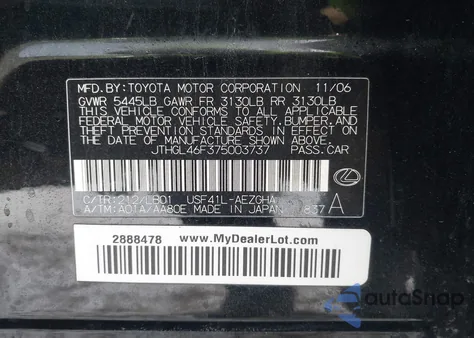 MFD. BY: TOYOTA MOTOR CORPORATION 11/06
GVWR 5445LB GAWR FR 3130LB RR 3130LB
THIS VEHICLE CONFORMS TO ALL APPLICABLE
FEDERAL MOTOR VEHICLE SAFETY, BUMPER, AND
THEFT PREVENTION STANDARDS IN EFFECT ON
THE DATE OF MANUFACTURE SHOWN ABOVE.
JTHGL46F375003737 PASS.CAR
C/TR:212/LB01 USF41L-AEZGHA
A/TM:A01A/AA80E MADE IN JAPAN 837 A
2888478 www.MyDealerLot.com
autoSnap